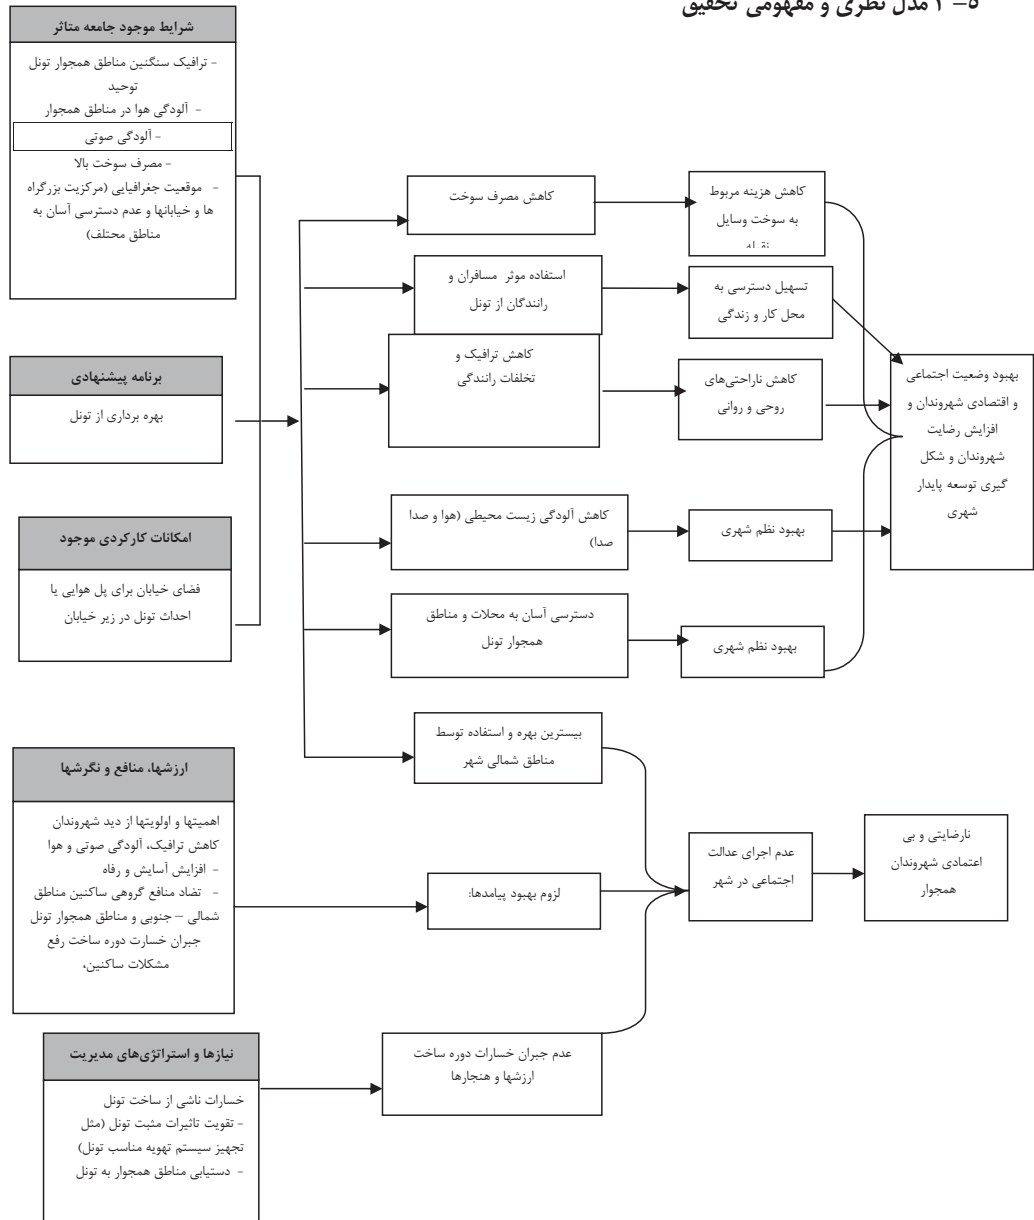 ۵– ۲ مدل نظری و مفهومی تحقیق
شرایط موجود جامعه متاثر
- ترافیک سنگنین مناطق همجوار تونل
توحید
- آلودگی هوا در مناطق همجوار
- آلودگی صوتی
- مصرف سوخت بالا
- موقعیت جغرافیایی (مرکزیت بزرگراه
ها و خیابانها و عدم دسترسی آسان به
مناطق محتلف)
برنامه پیشنهادی
بهره برداری از تونل
امکانات کارکردی موجود
فضای خیابان برای پل هوایی یا
احداث تونل در زیر خیابان
ارزشها، منافع و نگرشها
اهمیتها و اولویتها از دید شهروندان
کاهش ترافیک، آلودگی صوتی و هوا
- افزایش آسایش و رفاه
- تضاد منافع گروهی ساکنین مناطق
شمالی – جنوبی و مناطق همجوار تونل
جبران خسارت دوره ساخت رفع
مشکلات ساکنین،
نیازها و استراتژی‌های مدیریت
خسارات ناشی از ساخت تونل
- تقویت تاثیرات مثبت تونل (مثل
تجهیز سیستم تهویه مناسب تونل)
- دستیابی مناطق همجوار به تونل
کاهش مصرف سوخت
استفاده موثر مسافران و
رانندگان از تونل
کاهش ترافیک و
تخلفات رانندگی
کاهش آلودگی زیست محیطی (هوا و صدا
صدا)
دسترسی آسان به محلات و مناطق
همجوار تونل
بیسترین بهره و استفاده توسط
مناطق شمالی شهر
لزوم بهبود پیامدها:
عدم جبران خسارات دوره ساخت
ارزشها و هنجارها
کاهش هزینه مربوط
به سوخت وسایل
نقلیه
تسهیل دسترسی به
محل کار و زندگی
کاهش ناراحتی‌های
روحی و روانی
بهبود نظم شهری
بهبود نظم شهری
عدم اجرای عدالت
اجتماعی در شهر
بهبود وضعیت اجتماعی
و اقتصادی شهروندان و
افزایش رضایت
شهروندان و شکل
گیری توسعه پایدار
شهری
نارضایتی و بی
اعتمادی شهروندان
همجوار